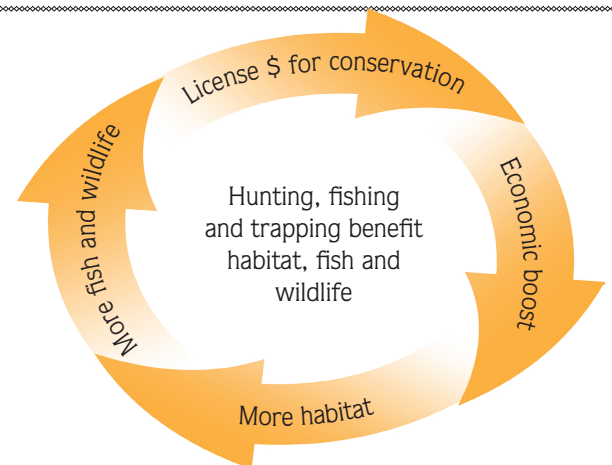 License $ for conservation
Economic boost
More habitat
More fish and wildlife
Hunting, fishing
and trapping benefit
habitat, fish and
wildlife